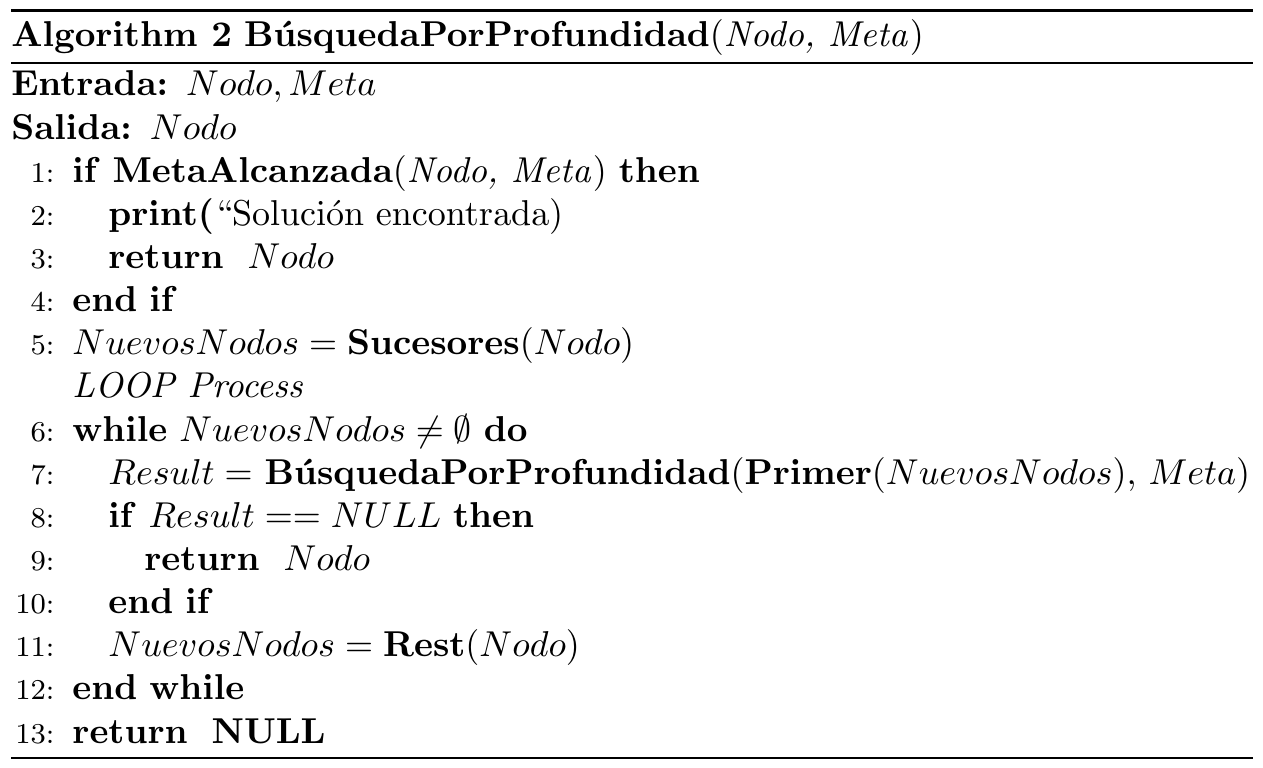 Algorithm 2 BúsquedaPorProfundidad(Nodo, Meta)
Entrada: Nodo, Meta
Salida: Nodo
1: if MetaAlcanzada(Nodo, Meta) then
2: print(“Solución encontrada)
3: return Nodo
4: end if
5: NuevosNodos = Sucesores(Nodo)
LOOP Process
6: while NuevosNodos ≠ ∅ do
7: Result = BúsquedaPorProfundidad(Primer(NuevosNodos), Meta)
8: if Result == NULL then
9: return Nodo
10: end if
11: NuevosNodos = Rest(Nodo)
12: end while
13: return NULL